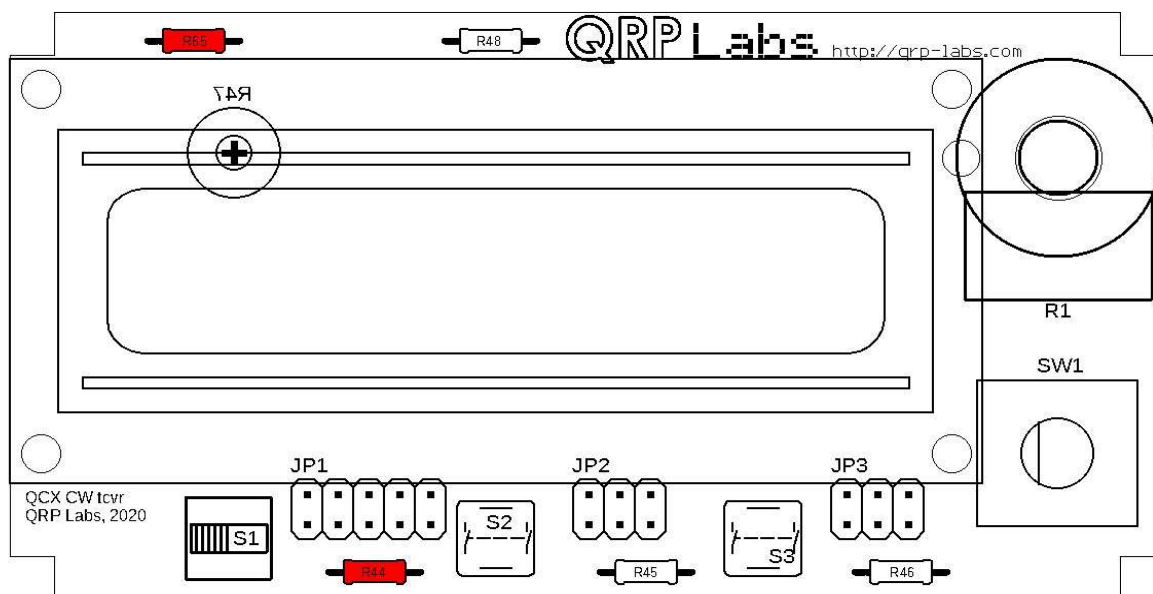 R65
R48
QRP Labs http://qrp-labs.com
R47
R1
SW1
JP1
JP2
JP3
QCX CW tcvr
QRP Labs, 2020
S1
S2
S3
R44
R45
R46